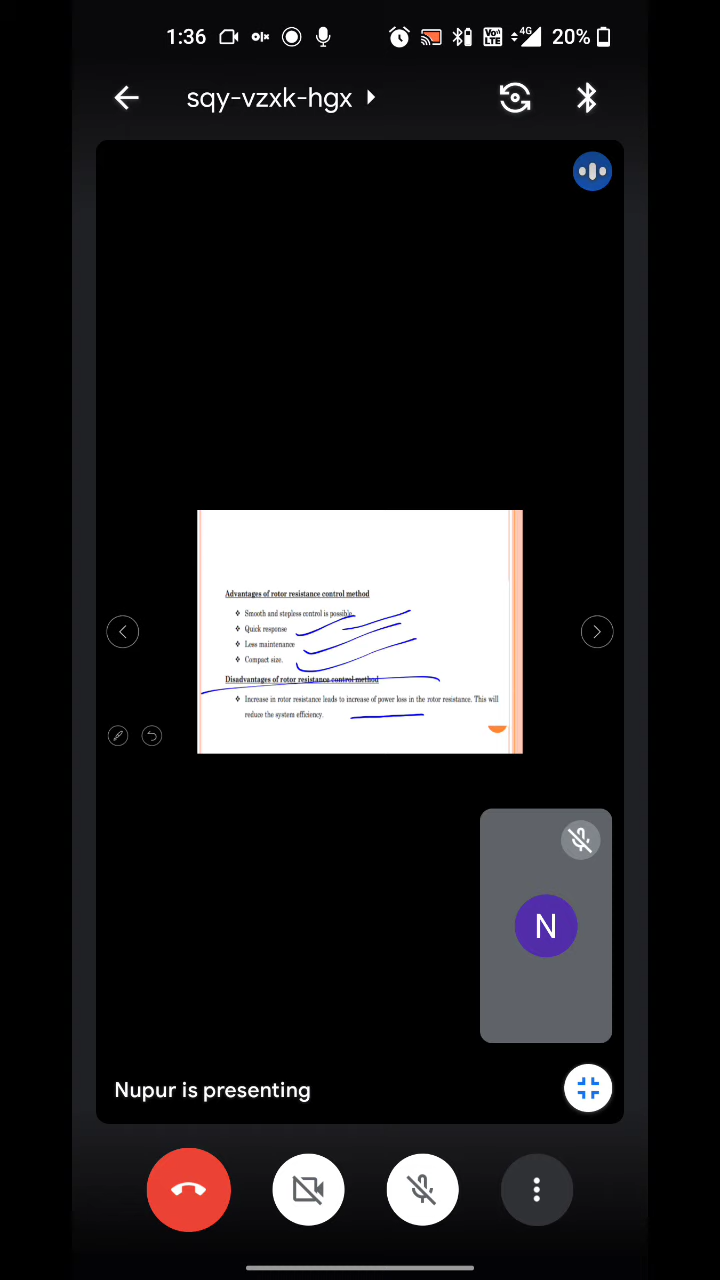 1:36 VoLTE 4G 20%
sqy-vzxk-hgx
Advantages of rotor resistance control method
Smooth and stepless control is possible.
Quick response
Less maintenance
Compact size.
Disadvantages of rotor resistance control method
Increase in rotor resistance leads to increase of power loss in the rotor resistance. This will
reduce the system efficiency.
N
Nupur is presenting